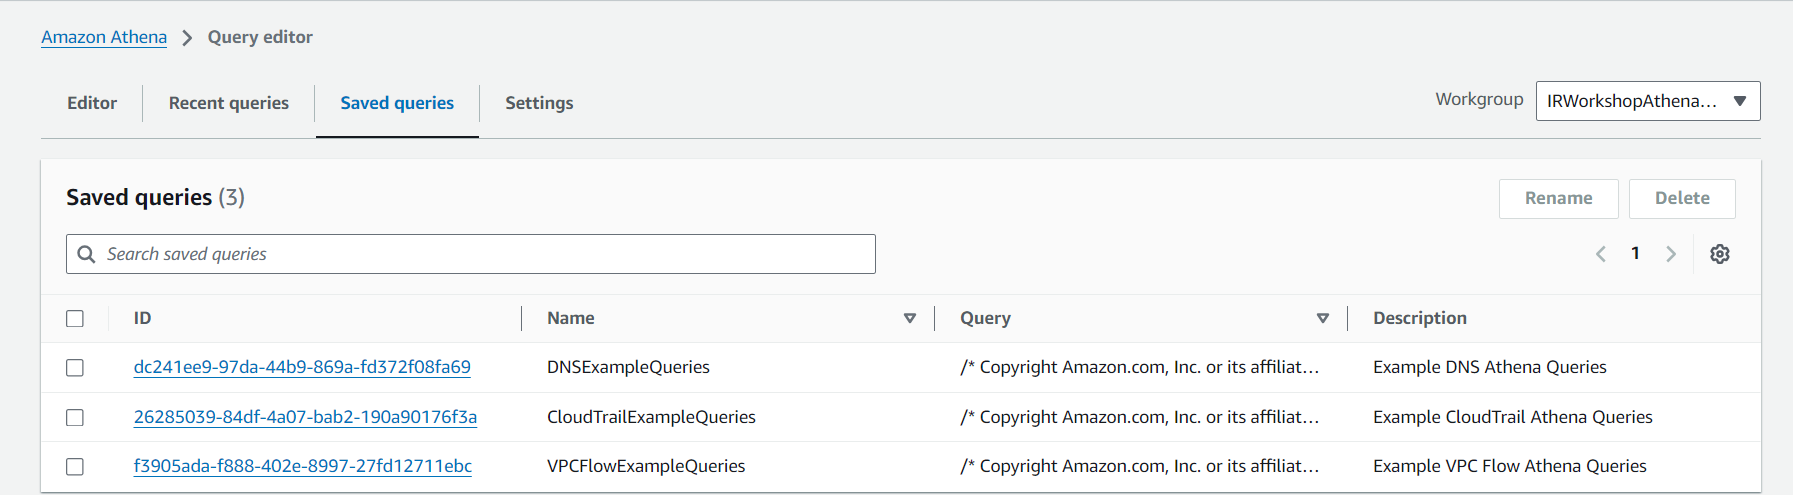 Amazon Athena > Query editor
Editor Recent queries Saved queries Settings Workgroup IRWorkshopAthena...
Saved queries (3) Rename Delete
Search saved queries 1
ID Name Query Description
dc241ee9-97da-44b9-869a-fd372f08fa69 DNSExampleQueries /* Copyright Amazon.com, Inc. or its affiliat... Example DNS Athena Queries
26285039-84df-4a07-bab2-190a90176f3a CloudTrailExampleQueries /* Copyright Amazon.com, Inc. or its affiliat... Example CloudTrail Athena Queries
f3905ada-f888-402e-8997-27fd12711ebc VPCFlowExampleQueries /* Copyright Amazon.com, Inc. or its affiliat... Example VPC Flow Athena Queries